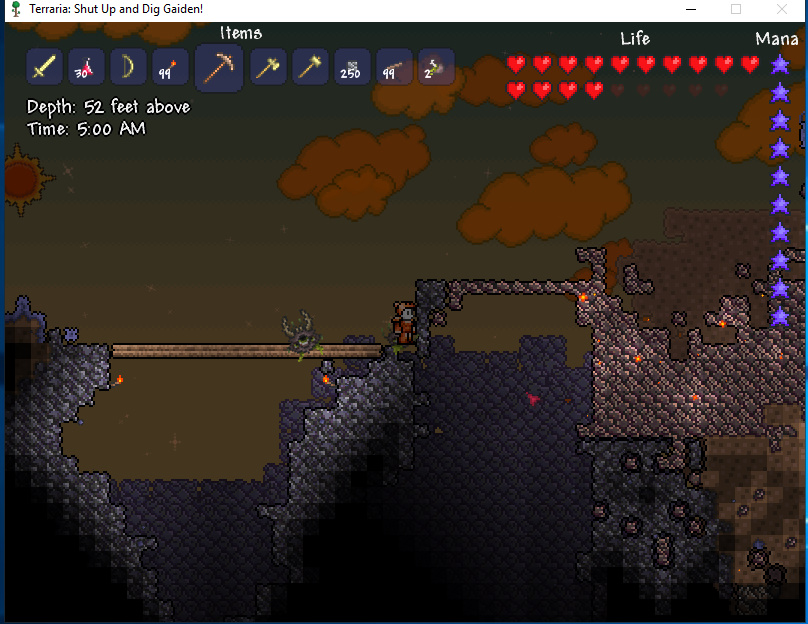 Terraria: Shut Up and Dig Gaiden!
Items
Life
Mana
30
99
250
99
2
Depth: 52 feet above
Time: 5:00 AM